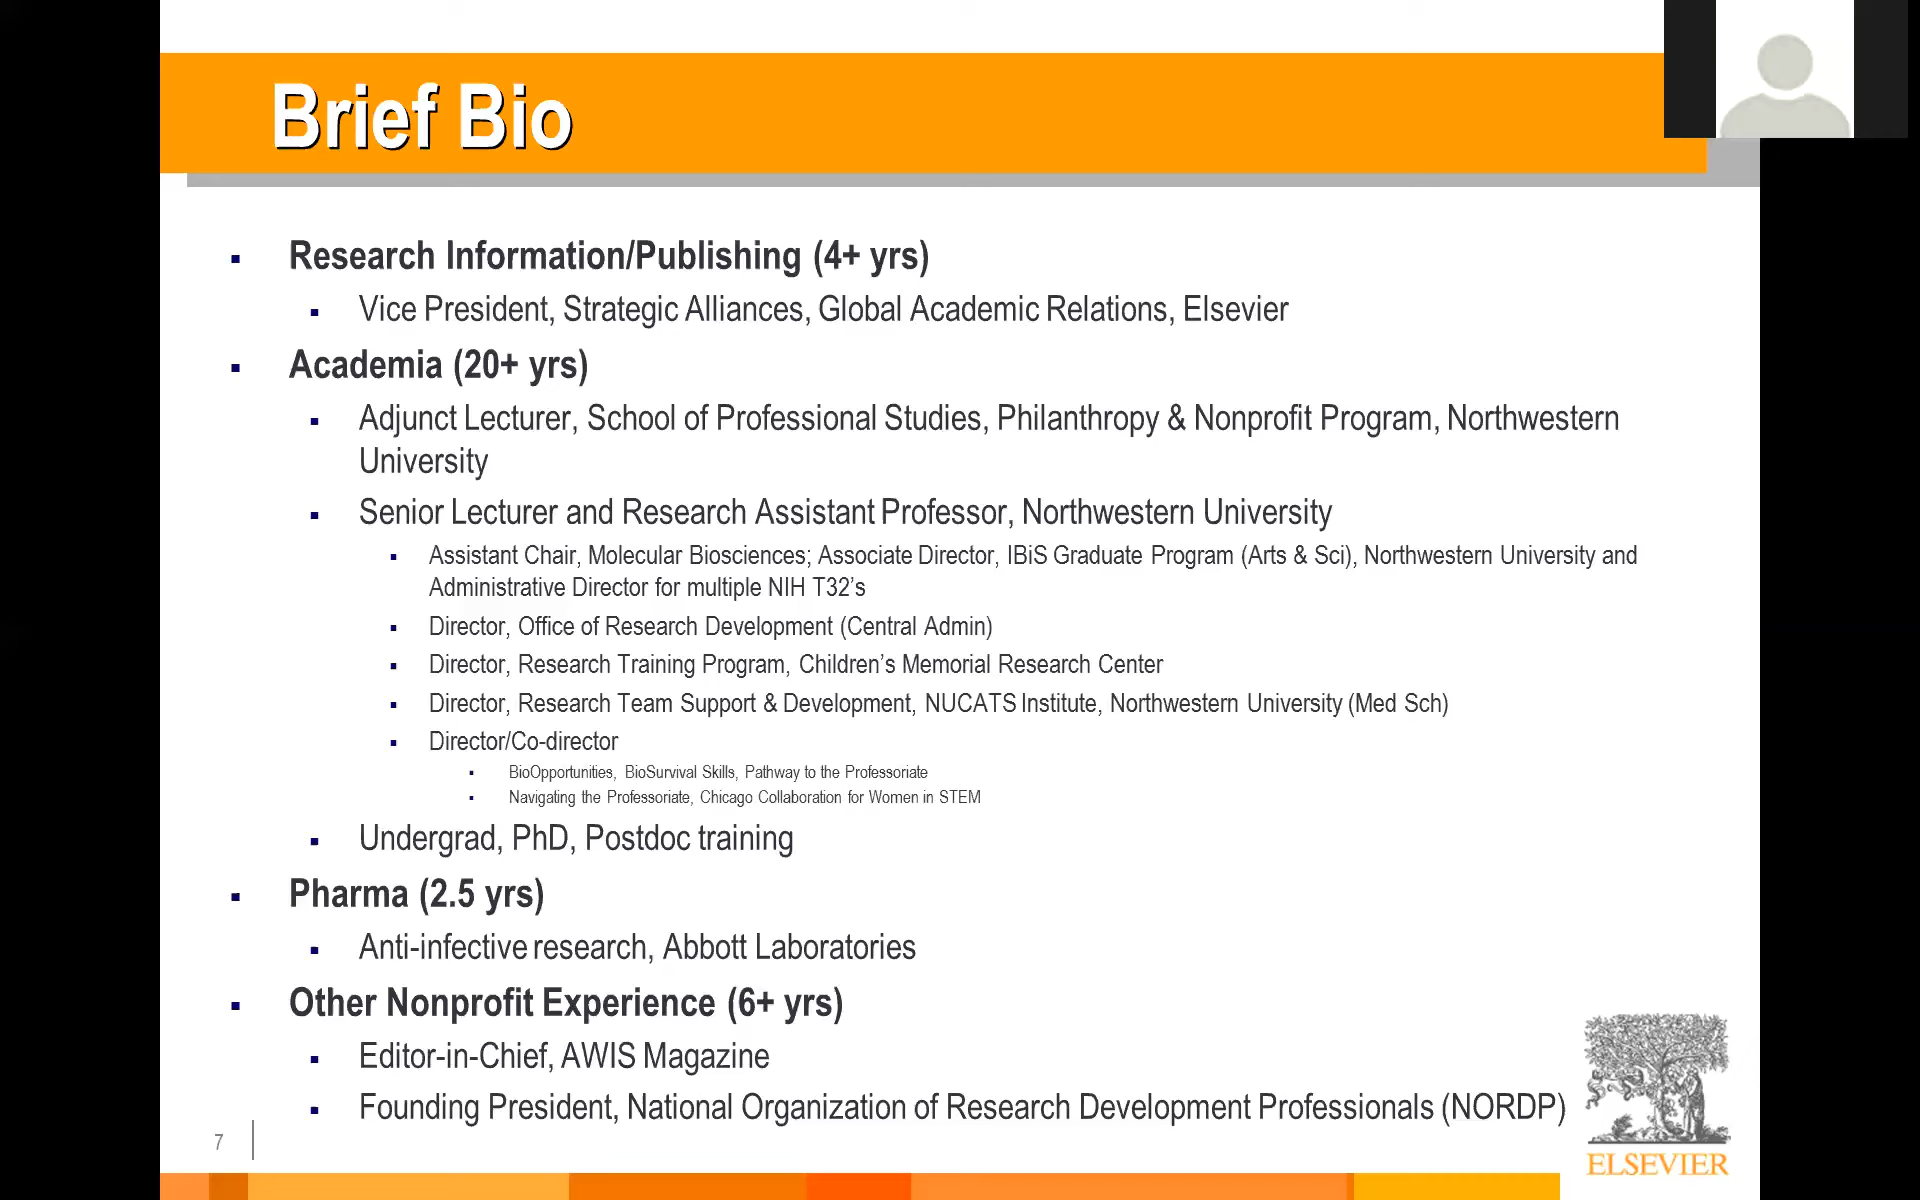 Brief Bio
Research Information/Publishing (4+ yrs)
Vice President, Strategic Alliances, Global Academic Relations, Elsevier
Academia (20+ yrs)
Adjunct Lecturer, School of Professional Studies, Philanthropy & Nonprofit Program, Northwestern
University
Senior Lecturer and Research Assistant Professor, Northwestern University
Assistant Chair, Molecular Biosciences; Associate Director, IBiS Graduate Program (Arts & Sci), Northwestern University and
Administrative Director for multiple NIH T32’s
Director, Office of Research Development (Central Admin)
Director, Research Training Program, Children’s Memorial Research Center
Director, Research Team Support & Development, NUCATS Institute, Northwestern University (Med Sch)
Director/Co-director
BioOpportunities, BioSurvival Skills, Pathway to the Professoriate
Navigating the Professoriate, Chicago Collaboration for Women in STEM
Undergrad, PhD, Postdoc training
Pharma (2.5 yrs)
Anti-infective research, Abbott Laboratories
Other Nonprofit Experience (6+ yrs)
Editor-in-Chief, AWIS Magazine
Founding President, National Organization of Research Development Professionals (NORDP)
7
ELSEVIER